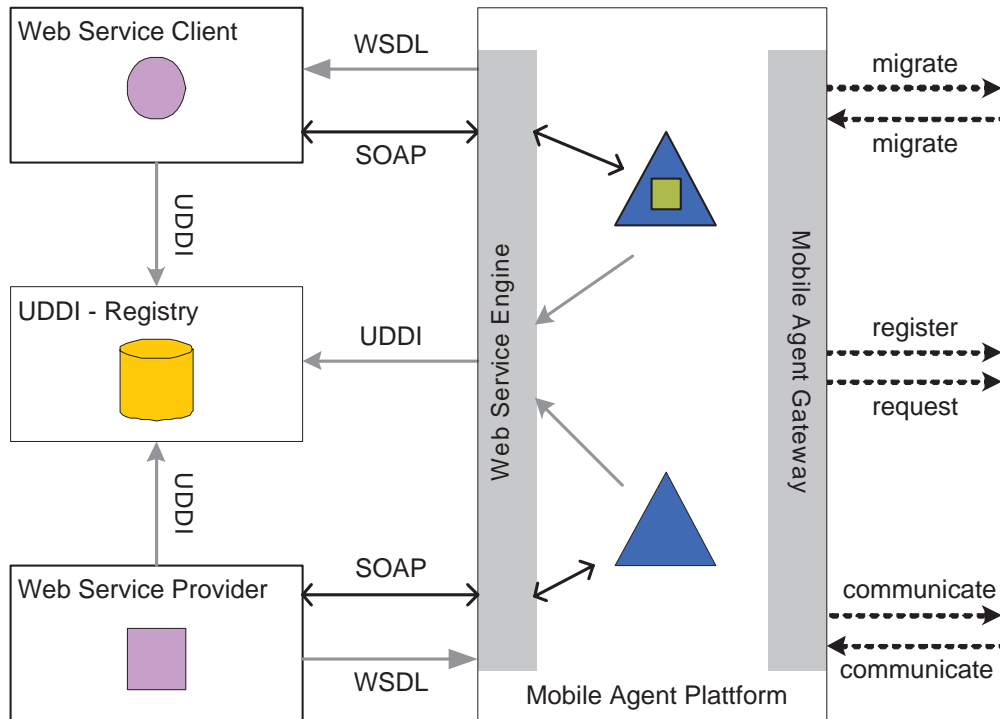 Web Service Client
WSDL
SOAP
UDDI
UDDI - Registry
UDDI
UDDI
Web Service Provider
SOAP
WSDL
Web Service Engine
Mobile Agent Gateway
Mobile Agent Plattform
migrate
migrate
register
request
communicate
communicate